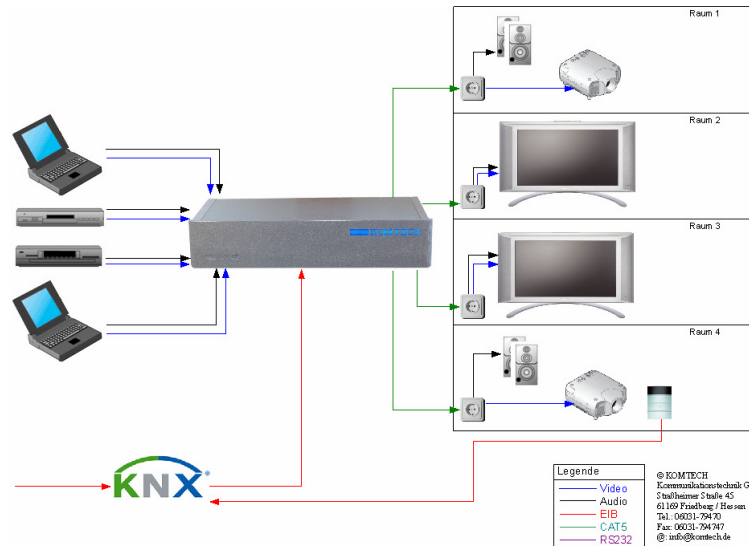 Raum 1
Raum 2
Raum 3
Raum 4
KOMTECH
KNX
Legende
Video
Audio
EIB
CAT5
RS232
© KOMTECH
Kommunikationstechnik G
Straßheimer Straße 45
61169 Friedberg / Hessen
Tel.: 06031-79470
Fax: 06031-794747
@: info@komtech.de